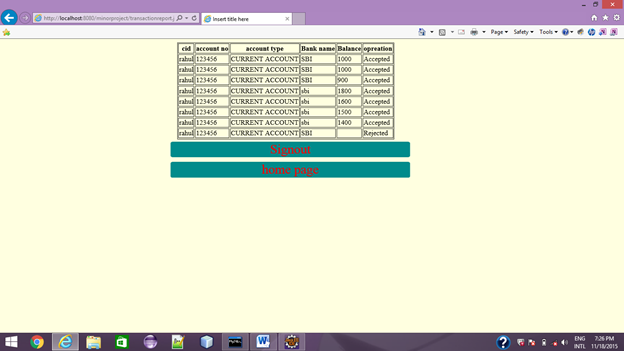 http://localhost:8080/minorproject/transactionreport.j
Insert title here
Page Safety Tools
cid account no account type Bank name Balance opreation
rahul 123456 CURRENT ACCOUNT SBI 1000 Accepted
rahul 123456 CURRENT ACCOUNT SBI 1000 Accepted
rahul 123456 CURRENT ACCOUNT SBI 900 Accepted
rahul 123456 CURRENT ACCOUNT sbi 1800 Accepted
rahul 123456 CURRENT ACCOUNT sbi 1600 Accepted
rahul 123456 CURRENT ACCOUNT sbi 1500 Accepted
rahul 123456 CURRENT ACCOUNT sbi 1400 Accepted
rahul 123456 CURRENT ACCOUNT SBI Rejected
Signout
home page
ENG 7:26 PM
INTL 11/18/2015